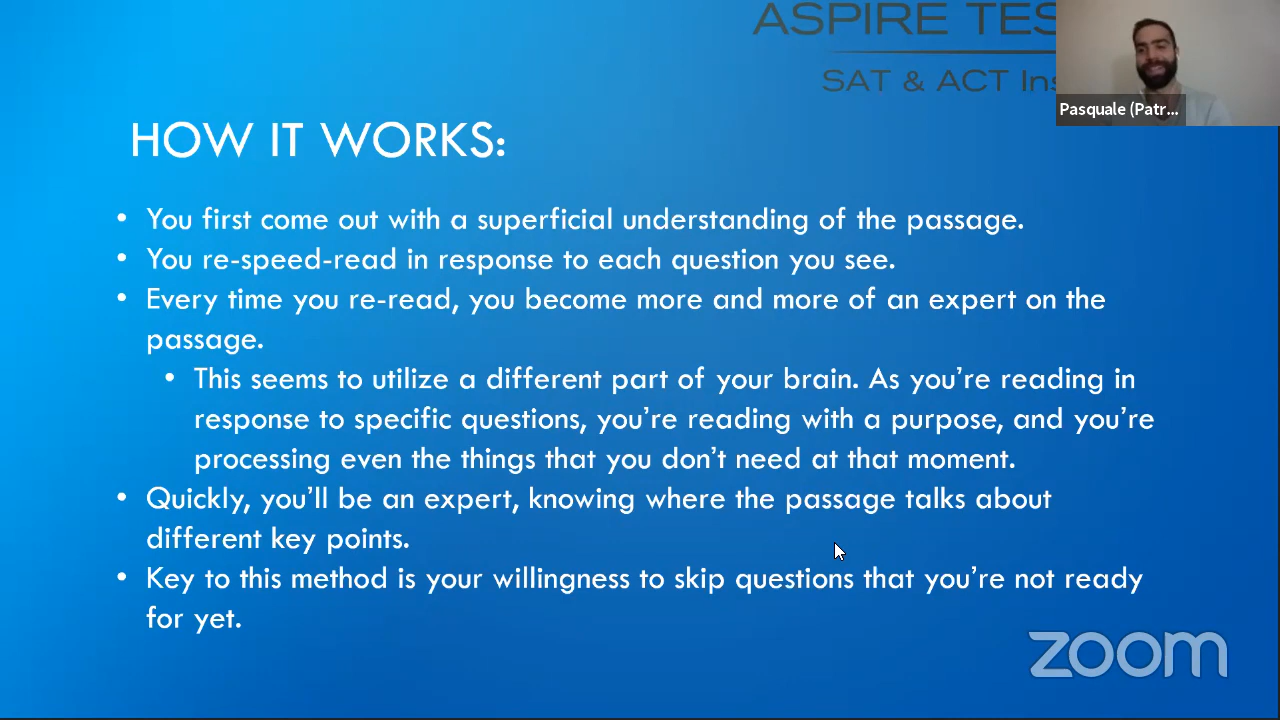 ASPIRE TES
SAT & ACT Ins
Pasquale (Patr...
HOW IT WORKS:
• You first come out with a superficial understanding of the passage.
• You re-speed-read in response to each question you see.
• Every time you re-read, you become more and more of an expert on the
passage.
• This seems to utilize a different part of your brain. As you’re reading in
response to specific questions, you’re reading with a purpose, and you’re
processing even the things that you don’t need at that moment.
• Quickly, you’ll be an expert, knowing where the passage talks about
different key points.
• Key to this method is your willingness to skip questions that you’re not ready
for yet.
zoom